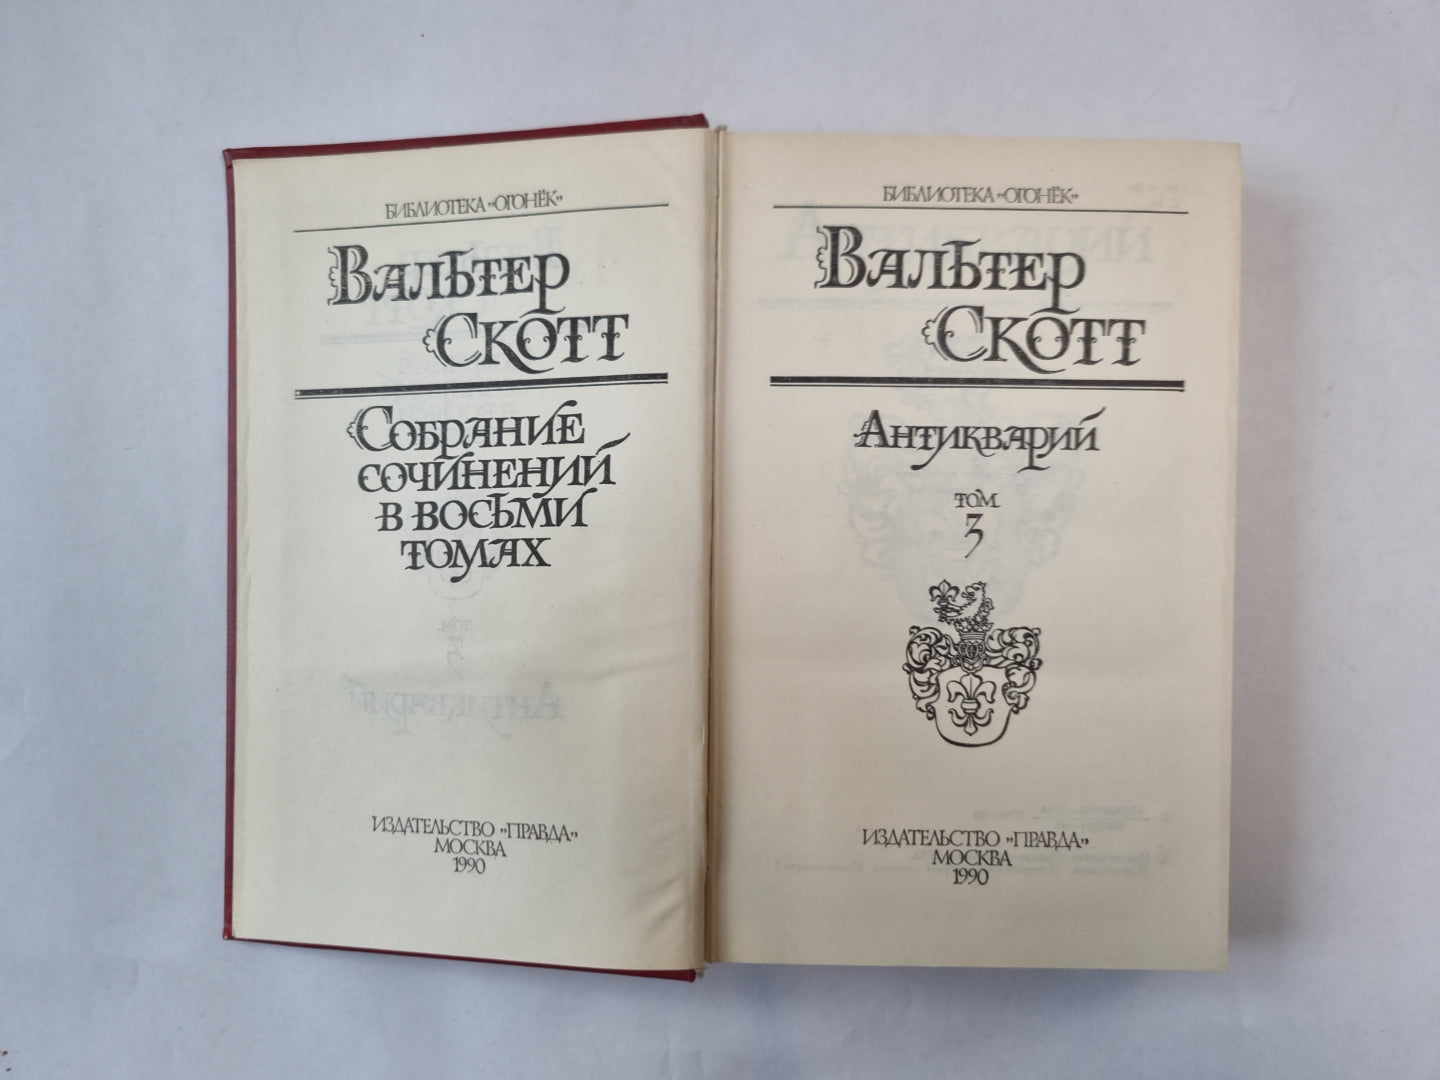 БИБЛИОТЕКА «ОГОНЁК»
ВАЛЬТЕР
СКОТТ
СОБРАНИЕ
СОЧИНЕНИЙ
В ВОСЬМИ
ТОМАХ
ИЗДАТЕЛЬСТВО „ПРАВДА”
МОСКВА
1990
БИБЛИОТЕКА «ОГОНЁК»
ВАЛЬТЕР
СКОТТ
АНТИКВАРИЙ
ТОМ
3
ИЗДАТЕЛЬСТВО „ПРАВДА”
МОСКВА
1990